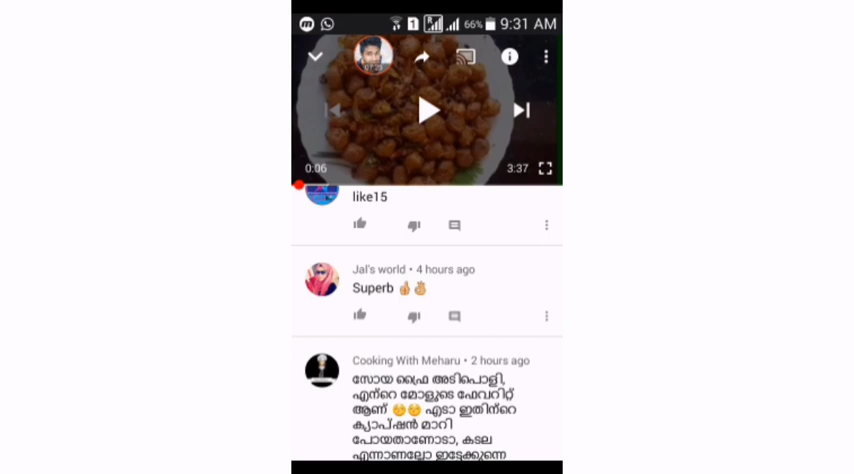 66% 9:31 AM
0:06 3:37
like15
Jal's world • 4 hours ago
Superb 👍👌
Cooking With Meharu • 2 hours ago
സോയ ഫ്രൈ അടിപൊളി,
എന്റെ മോളുടെ ഫേവറിറ്റ്
ആണ് 😚😚 എടാ ഇതിന്റെ
ക്യാപ്ഷൻ മാറി
പോയതാണോടാ, കടല
എന്നാണല്ലോ ഇട്ടേക്കുന്നെ